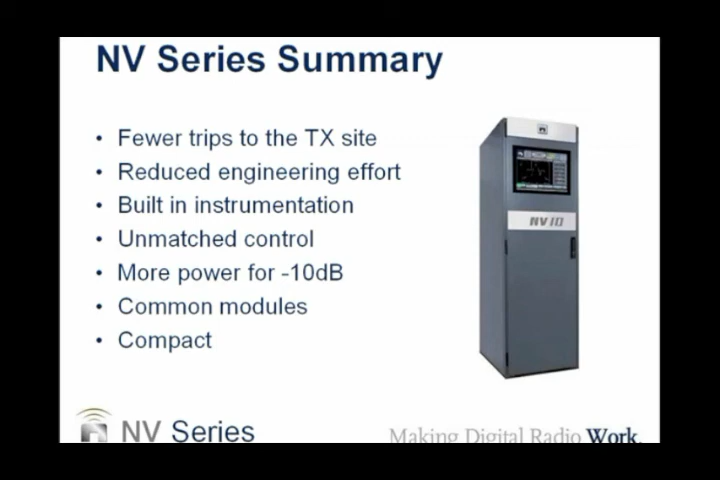 NV Series Summary
• Fewer trips to the TX site
• Reduced engineering effort
• Built in instrumentation
• Unmatched control
• More power for -10dB
• Common modules
• Compact
NV10
NV Series
Making Digital Radio Work.